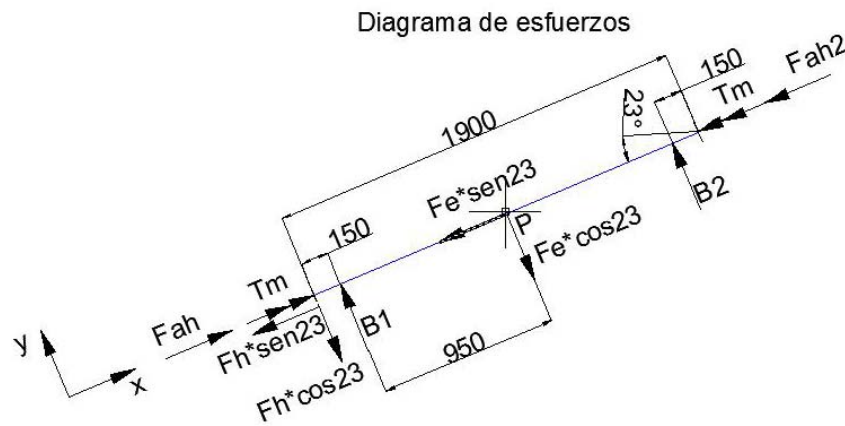 Diagrama de esfuerzos
150
Fah2
Tm
23°
1900
B2
Fe*sen23
P
Fe*cos23
150
Tm
Fah
Fh*sen23
B1
950
Fh*cos23
y
x